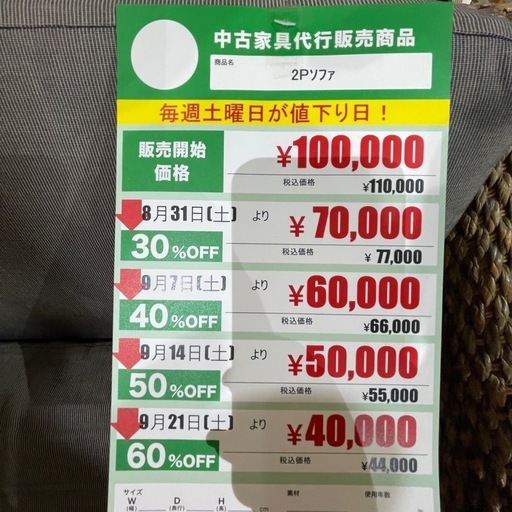 中古家具代行販売商品
商品名
2Pソファ
毎週土曜日が値下り日！
販売開始
価格
¥100,000
税込価格 ¥110,000
8月31日(土) より ¥70,000
30%OFF 税込価格 ¥77,000
9月7日(土) より ¥60,000
40%OFF 税込価格 ¥66,000
9月14日(土) より ¥50,000
50%OFF 税込価格 ¥55,000
9月21日(土) より ¥40,000
60%OFF 税込価格 ¥44,000
サイズ 素材 使用年数
W D H
(幅) (奥行) (高) cm